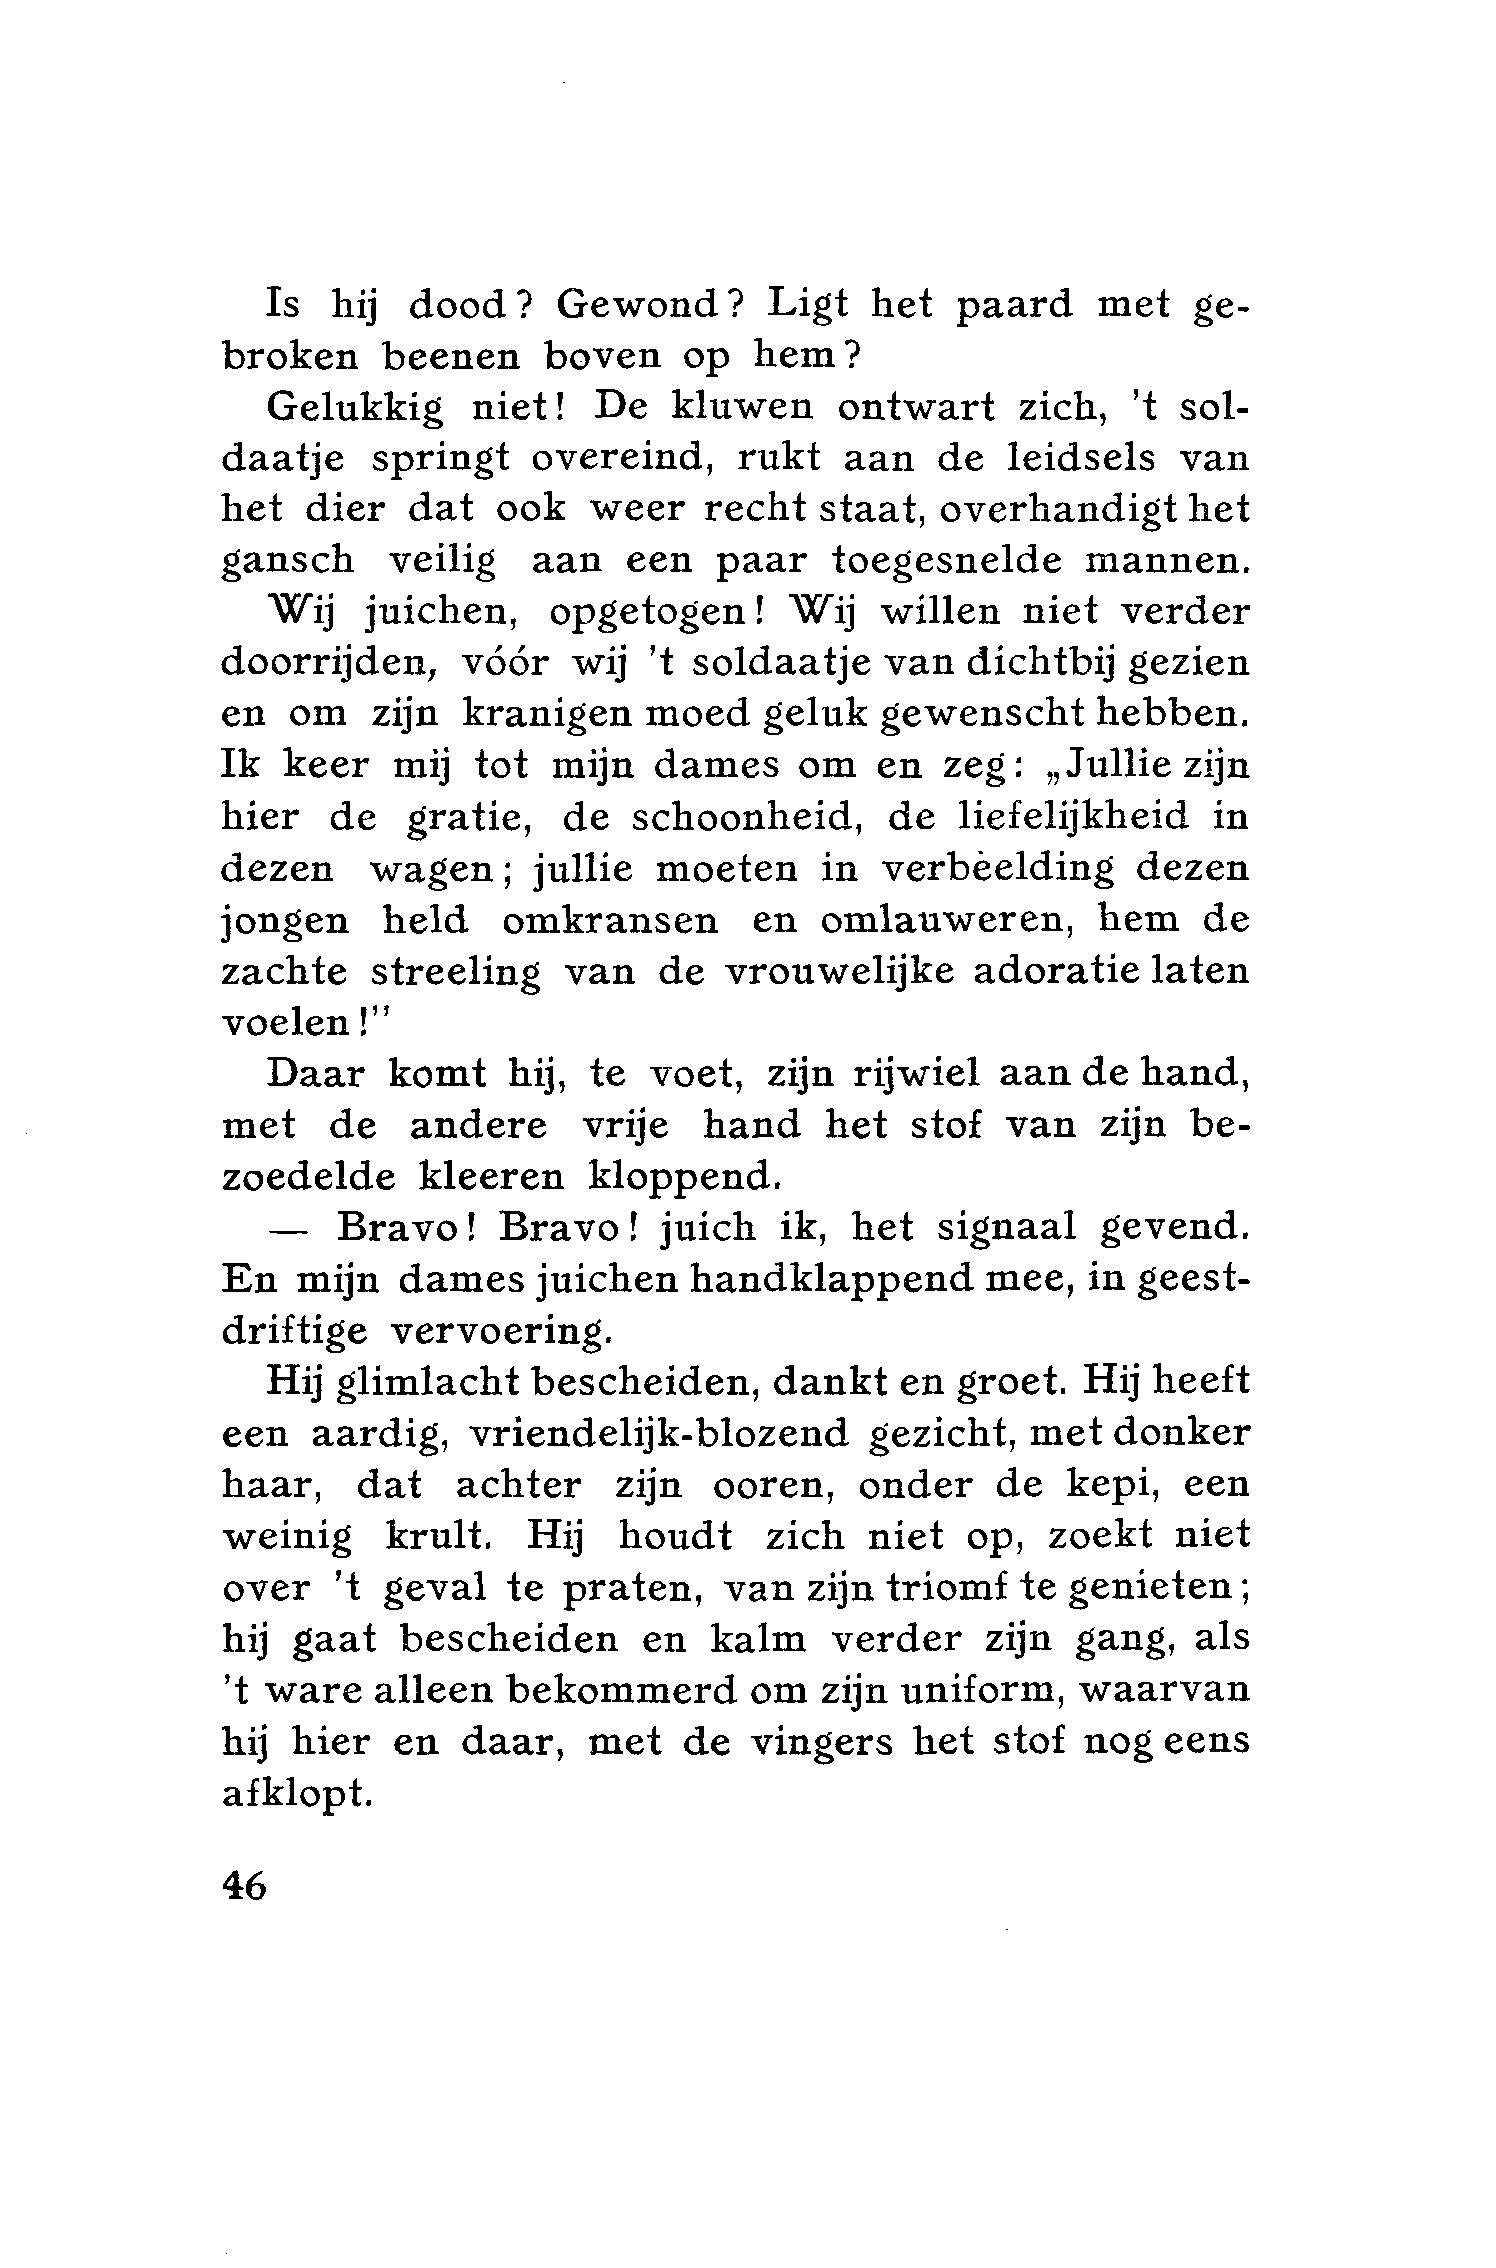 Is hij dood? Gewond? Ligt het paard met ge-
broken beenen boven op hem?
Gelukkig niet! De kluwen ontwart zich, 't sol-
daatje springt overeind, rukt aan de leidsels van
het dier dat ook weer recht staat, overhandigt het
gansch veilig aan een paar toegesnelde mannen.
Wij juichen, opgetogen! Wij willen niet verder
doorrijden, vóór wij 't soldaatje van dichtbij gezien
en om zijn kranigen moed geluk gewenscht hebben.
Ik keer mij tot mijn dames om en zeg: „Jullie zijn
hier de gratie, de schoonheid, de liefelijkheid in
dezen wagen; jullie moeten in verbèelding dezen
jongen held omkransen en omlauweren, hem de
zachte streeling van de vrouwelijke adoratie laten
voelen!”
Daar komt hij, te voet, zijn rijwiel aan de hand,
met de andere vrije hand het stof van zijn be-
zoedelde kleeren kloppend.
— Bravo! Bravo! juich ik, het signaal gevend.
En mijn dames juichen handklappend mee, in geest-
driftige vervoering.
Hij glimlacht bescheiden, dankt en groet. Hij heeft
een aardig, vriendelijk-blozend gezicht, met donker
haar, dat achter zijn ooren, onder de kepi, een
weinig krult. Hij houdt zich niet op, zoekt niet
over 't geval te praten, van zijn triomf te genieten;
hij gaat bescheiden en kalm verder zijn gang, als
't ware alleen bekommerd om zijn uniform, waarvan
hij hier en daar, met de vingers het stof nog eens
afklopt.
46